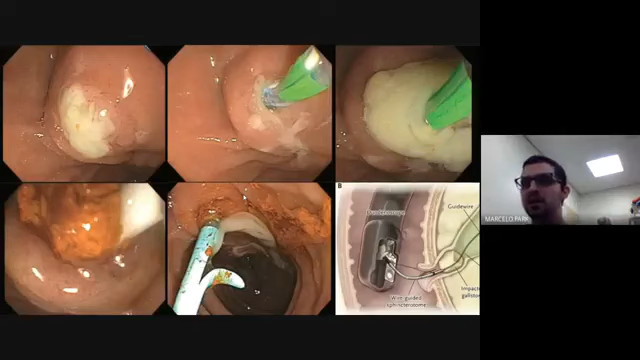 B
Duodenoscope
Guidewire
Wire-guided
sphincterotome
Impacted
gallstone
MARCELO PARK